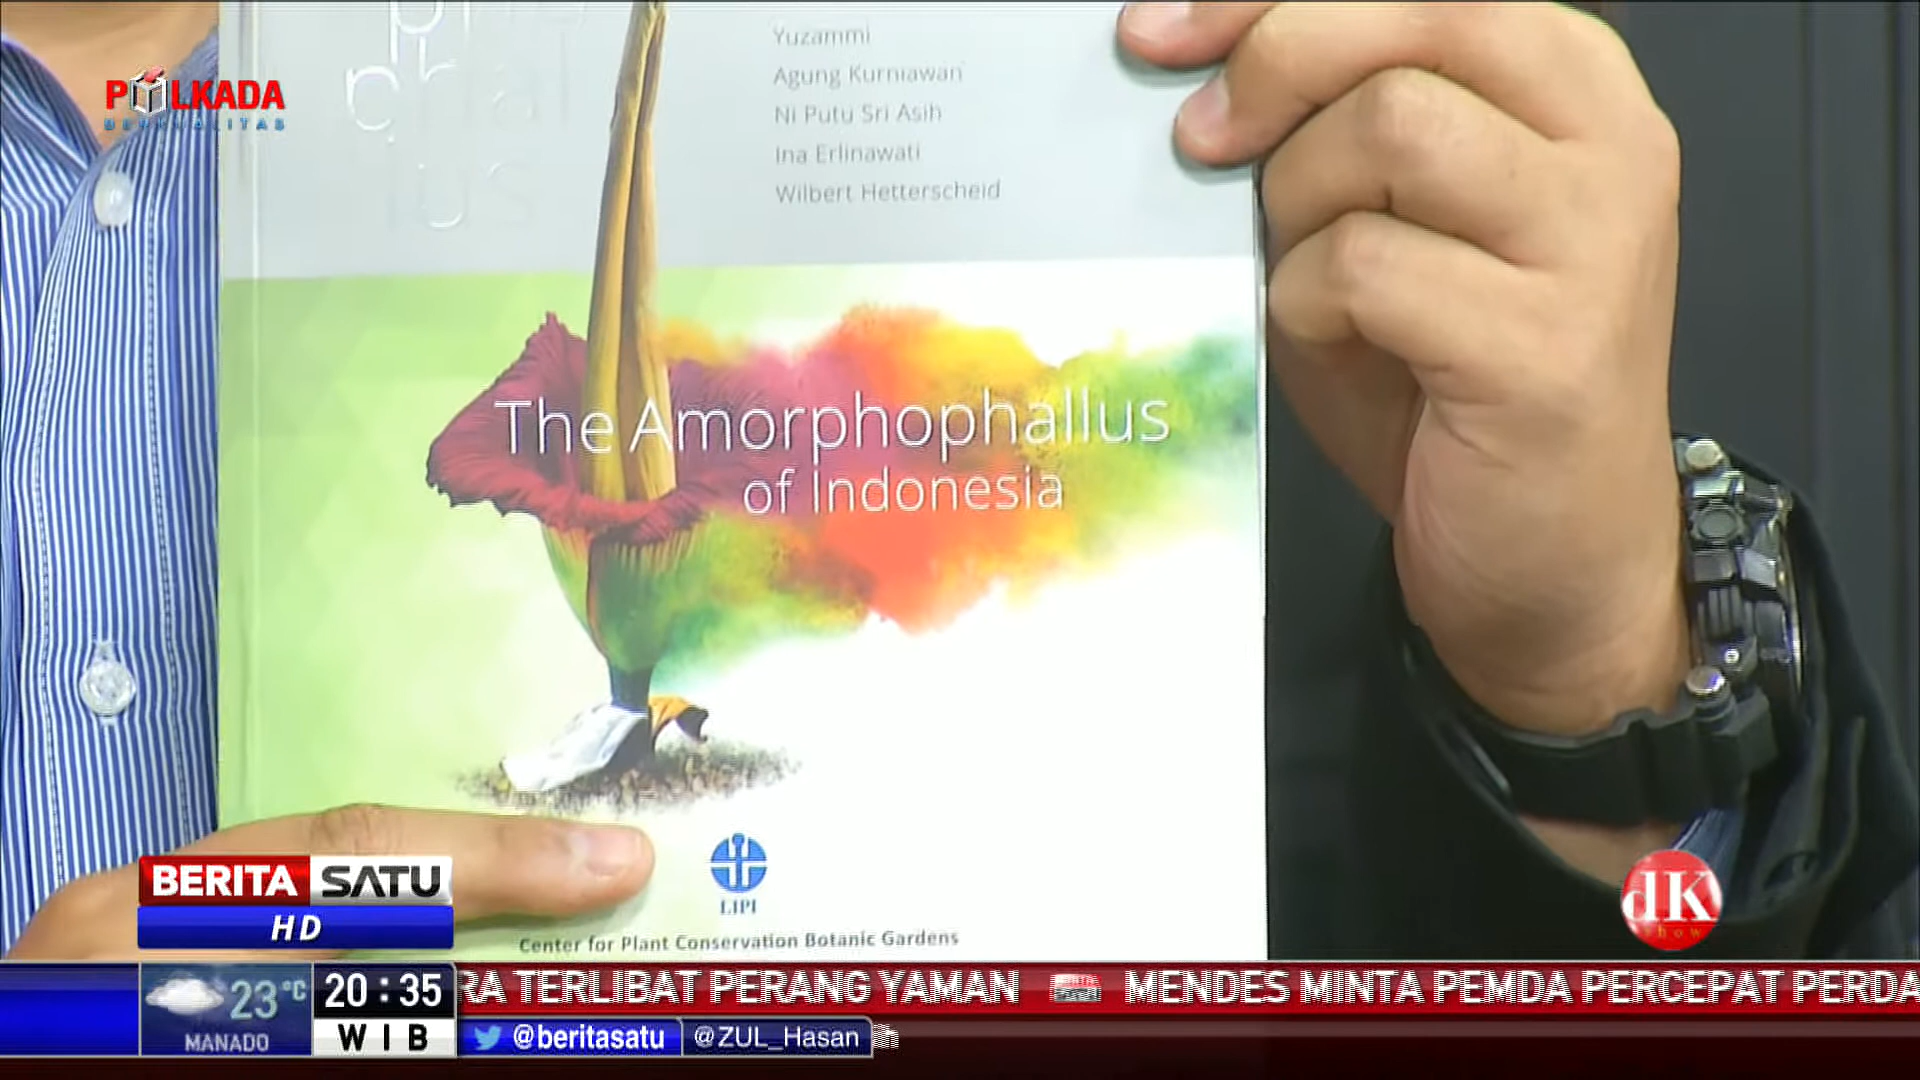 Yuzammi
Agung Kurniawan
Ni Putu Sri Asih
Ina Erlinawati
Wilbert Hetterscheid
PILKADA
BERKUALITAS
The Amorphophallus
of Indonesia
LIPI
Center for Plant Conservation Botanic Gardens
BERITA SATU
HD
dK
Show
23°C
MANADO
20:35
WIB
RA TERLIBAT PERANG YAMAN
MENDES MINTA PEMDA PERCEPAT PERDA
@beritasatu
@ZUL_Hasan